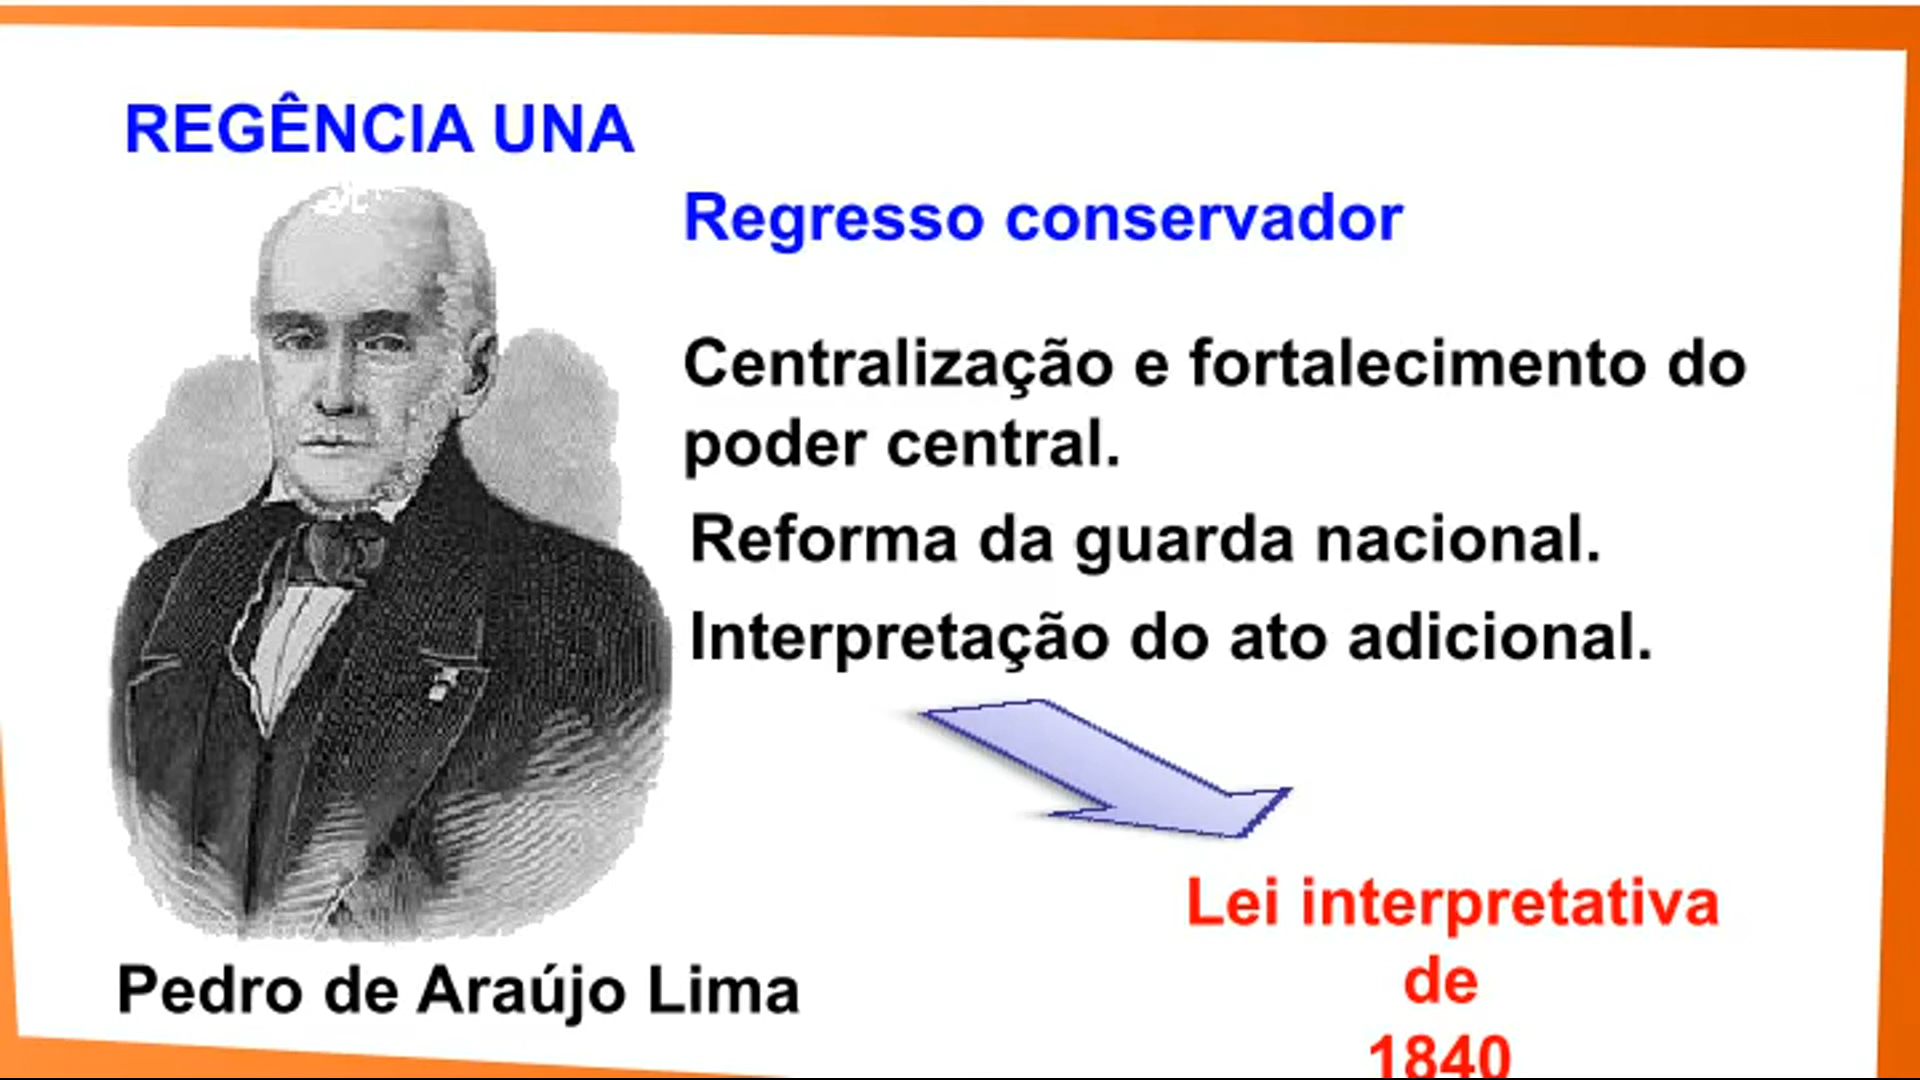 REGÊNCIA UNA
Regresso conservador
Centralização e fortalecimento do
poder central.
Reforma da guarda nacional.
Interpretação do ato adicional.
Lei interpretativa
de
1840
Pedro de Araújo Lima